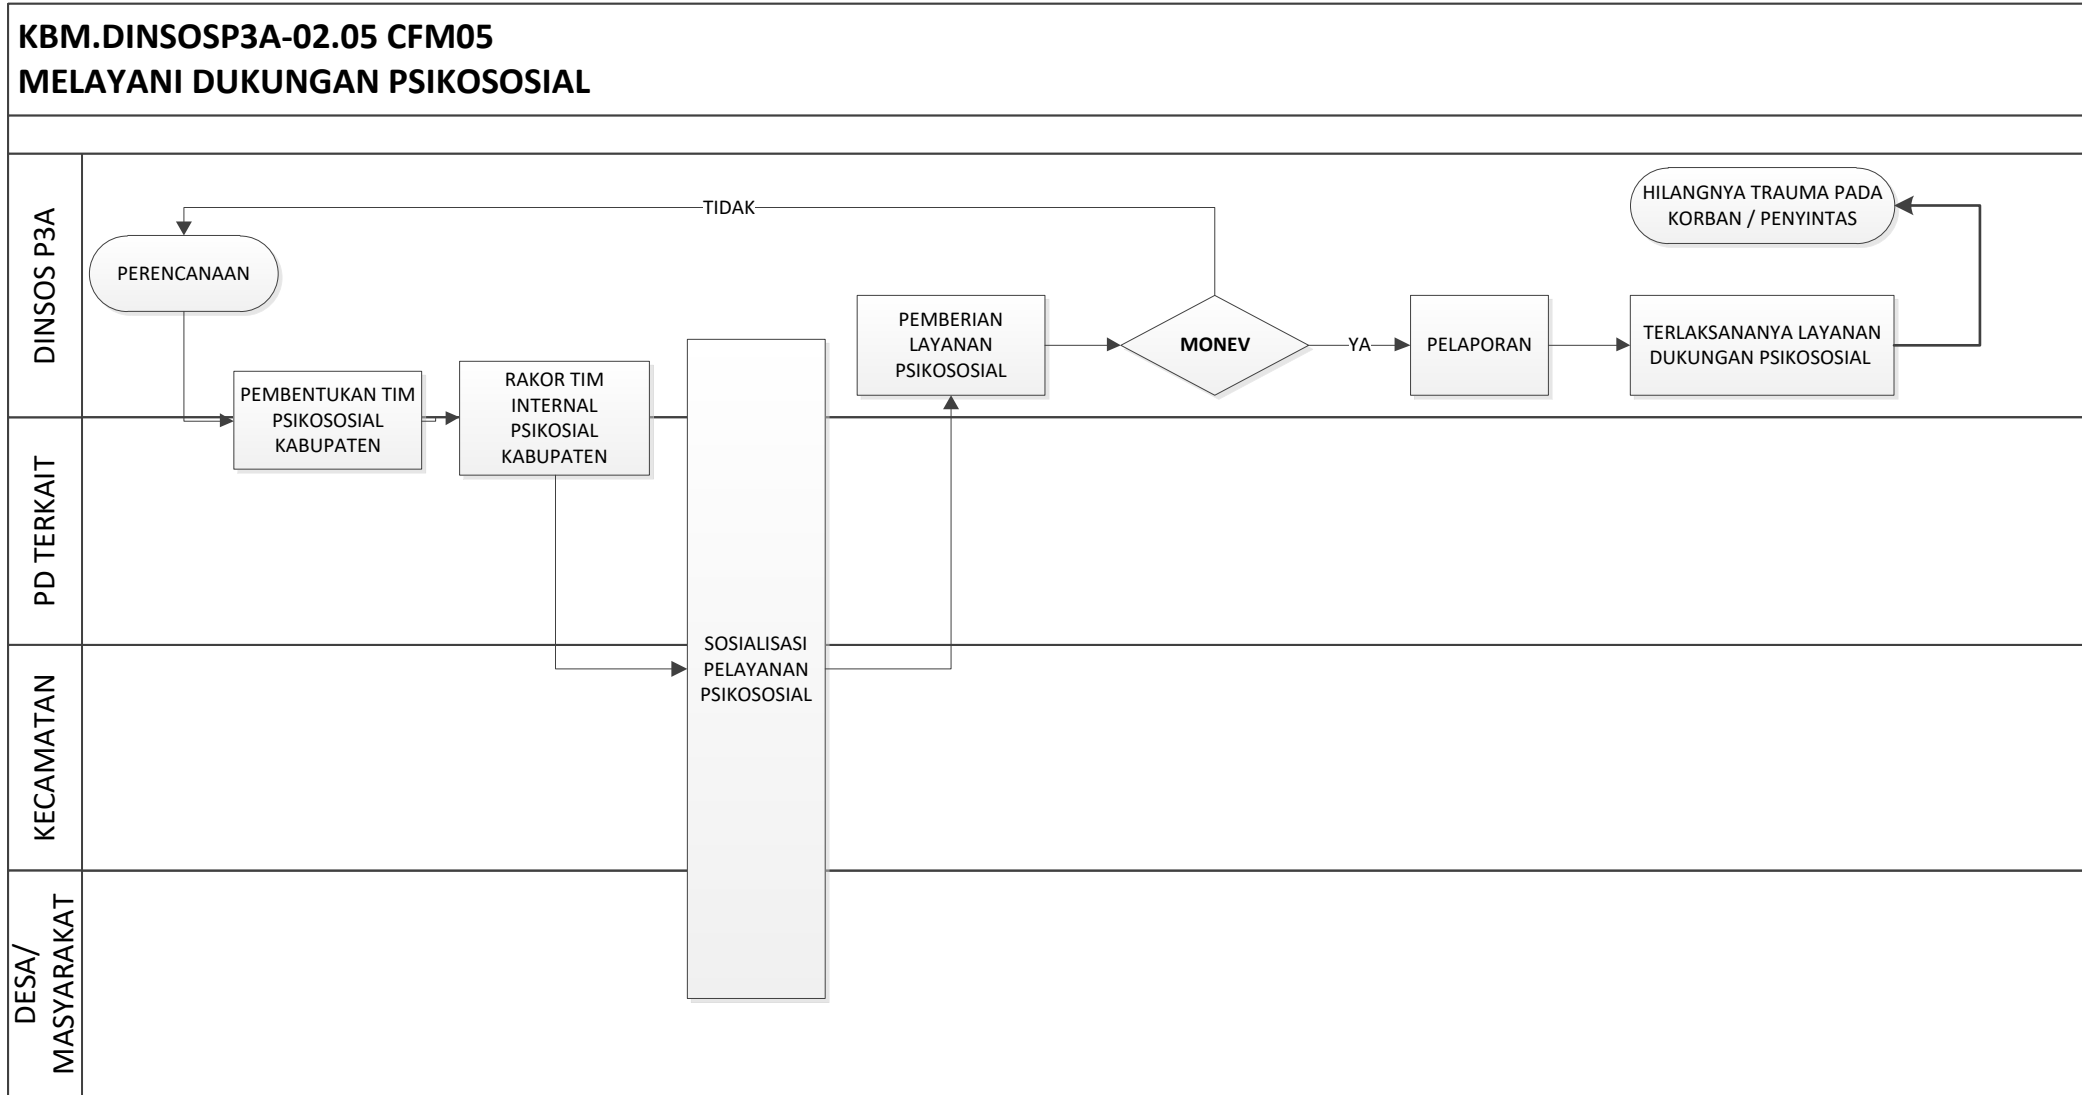 KBM.DINSOSP3A-02.05 CFM05
MELAYANI DUKUNGAN PSIKOSOSIAL
DINSOS P3A
TIDAK
PERENCANAAN
PEMBENTUKAN TIM
PSIKOSOSIAL
KABUPATEN
RAKOR TIM
INTERNAL
PSIKOSIAL
KABUPATEN
PEMBERIAN
LAYANAN
PSIKOSOSIAL
MONEV
YA
PELAPORAN
TERLAKSANANYA LAYANAN
DUKUNGAN PSIKOSOSIAL
HILANGNYA TRAUMA PADA
KORBAN / PENYINTAS
PD TERKAIT
SOSIALISASI
PELAYANAN
PSIKOSOSIAL
KECAMATAN
DESA/
MASYARAKAT